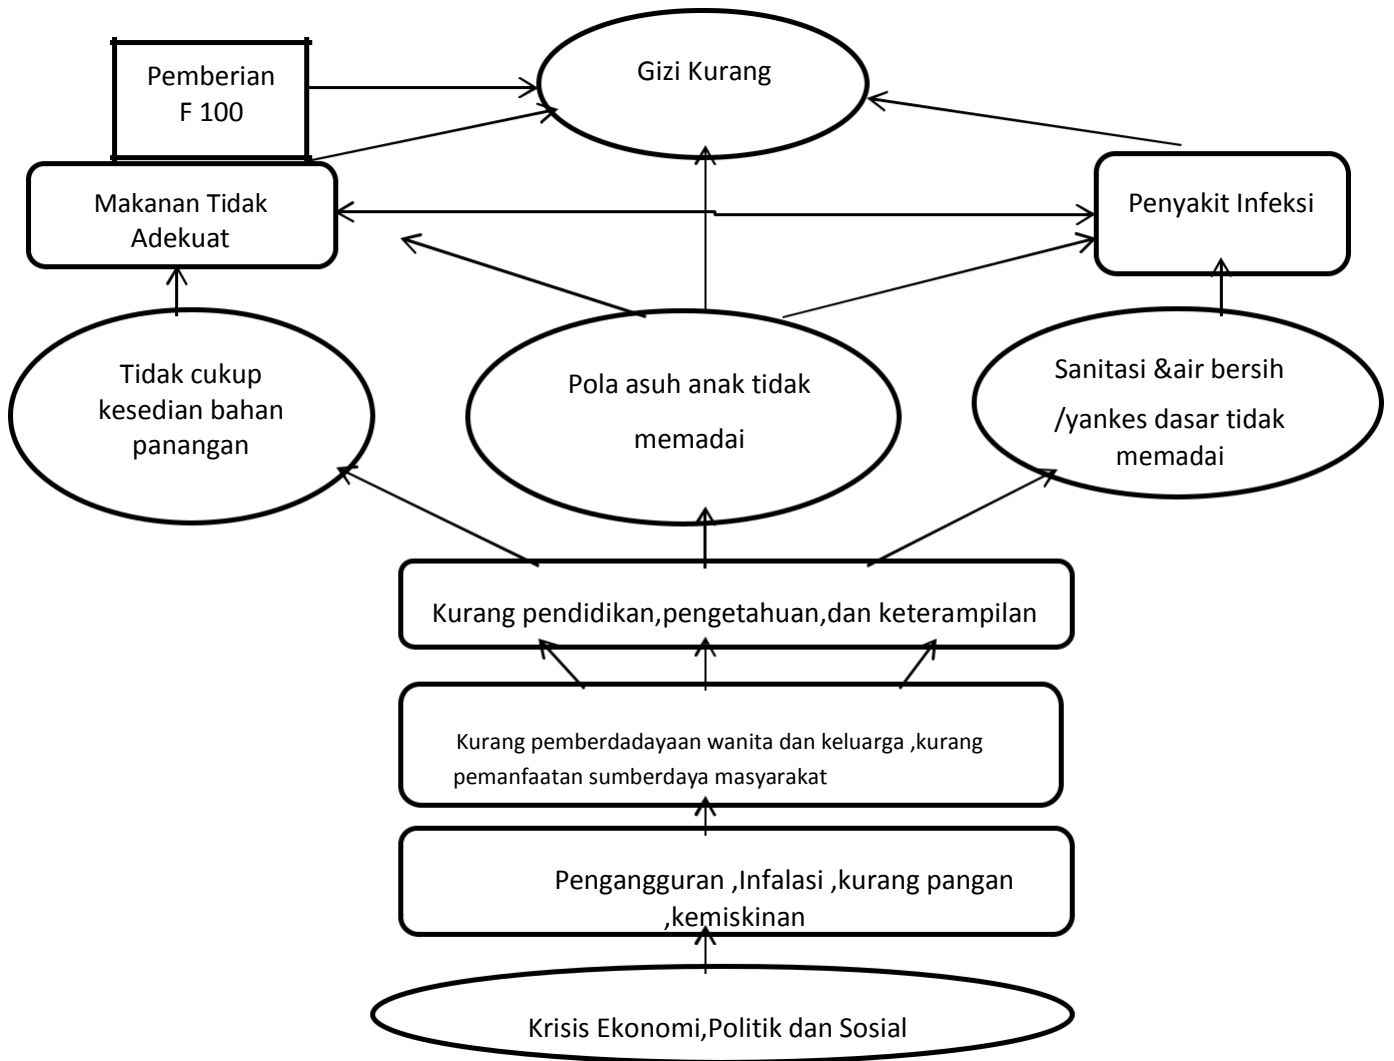 Pemberian
F 100
Gizi Kurang
Makanan Tidak
Adekuat
Penyakit Infeksi
Tidak cukup
kesedian bahan
panangan
Pola asuh anak tidak
memadai
Sanitasi &air bersih
/yankes dasar tidak
memadai
Kurang pendidikan,pengetahuan,dan keterampilan
Kurang pemberdadayaan wanita dan keluarga ,kurang
pemanfaatan sumberdaya masyarakat
Pengangguran ,Infalasi ,kurang pangan
,kemiskinan
Krisis Ekonomi,Politik dan Sosial